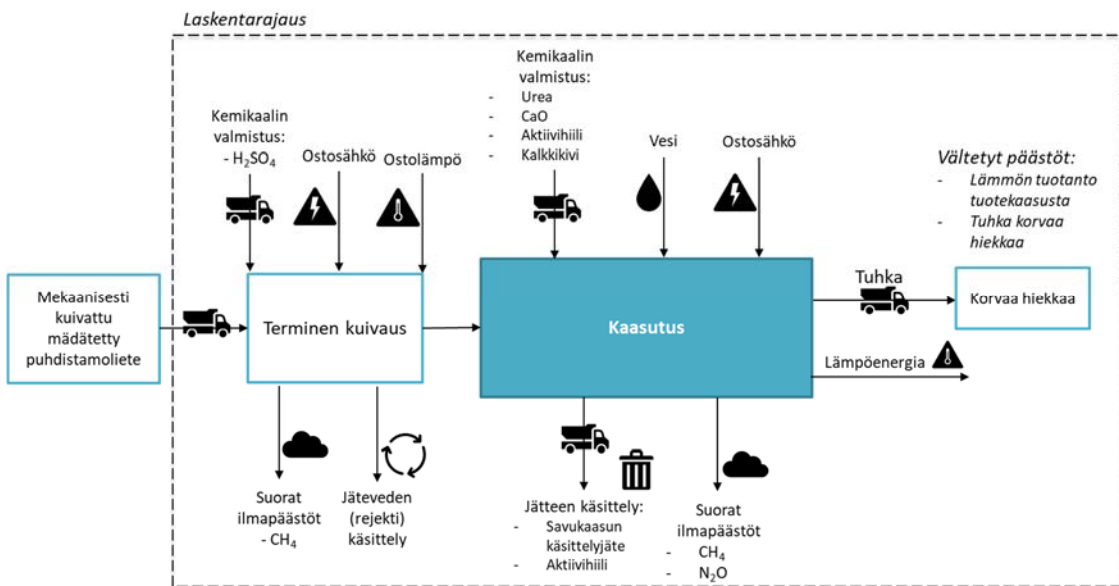 Laskentarajaus
Kemikaalin
valmistus:
- H₂SO₄
Ostosähkö
Ostolämpö
Kemikaalin
valmistus:
- Urea
- CaO
- Aktiivihiili
- Kalkkikivi
Vesi
Ostosähkö
Vältetyt päästöt:
- Lämmön tuotanto
tuotekaasusta
- Tuhka korvaa
hiekkaa
Mekaanisesti
kuivattu
mädätetty
puhdistamoliete
Terminen kuivaus
Kaasutus
Tuhka
Korvaa hiekkaa
Lämpöenergia
Suorat
ilmapäästöt
- CH₄
Jäteveden
(rejekti)
käsittely
Jätteen käsittely:
- Savukaasun
käsittelyjäte
- Aktiivihiili
Suorat
ilmapäästöt
- CH₄
- N₂O